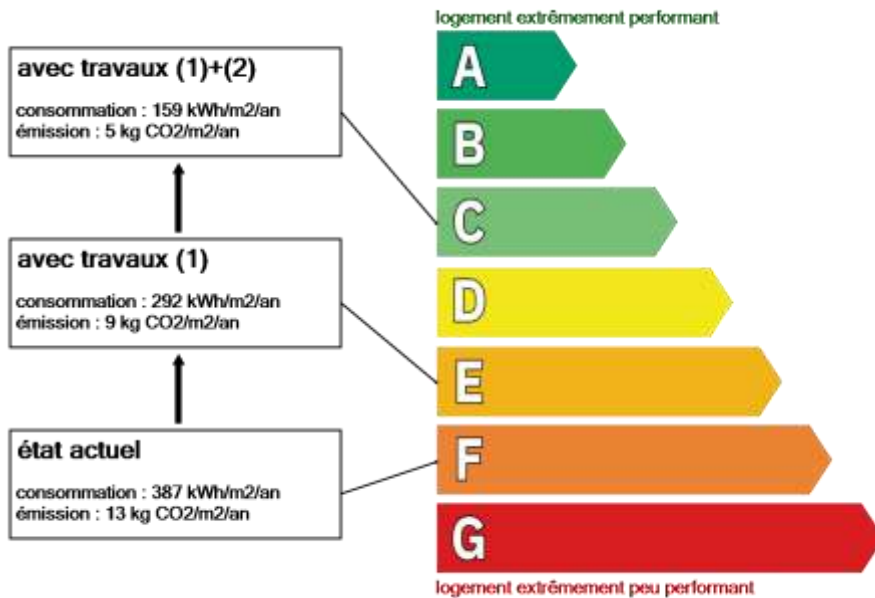 logement extrêmement performant
avec travaux (1)+(2)
consommation : 159 kWh/m2/an
émission : 5 kg CO2/m2/an
avec travaux (1)
consommation : 292 kWh/m2/an
émission : 9 kg CO2/m2/an
état actuel
consommation : 387 kWh/m2/an
émission : 13 kg CO2/m2/an
A
B
C
D
E
F
G
logement extrêmement peu performant